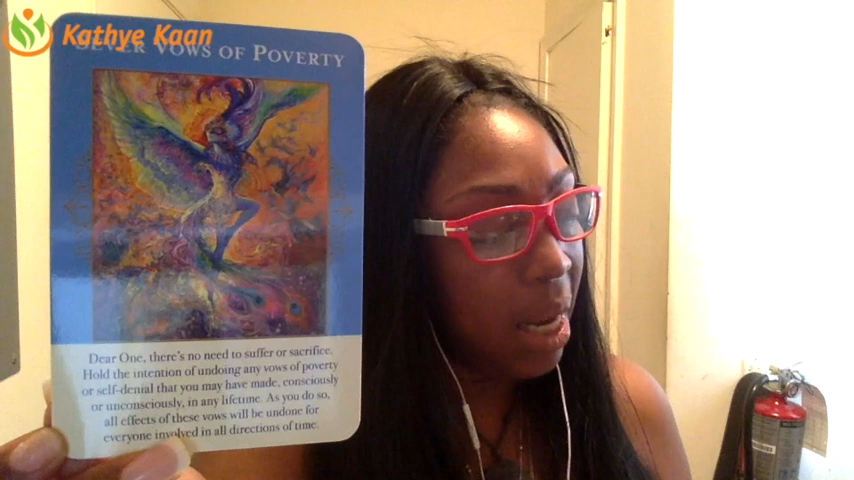 Kathye Kaan
Sever Vows of Poverty
Dear One, there's no need to suffer or sacrifice.
Hold the intention of undoing any vows of poverty
or self-denial that you may have made, consciously
or unconsciously, in any lifetime. As you do so,
all effects of these vows will be undone for
everyone involved in all directions of time.